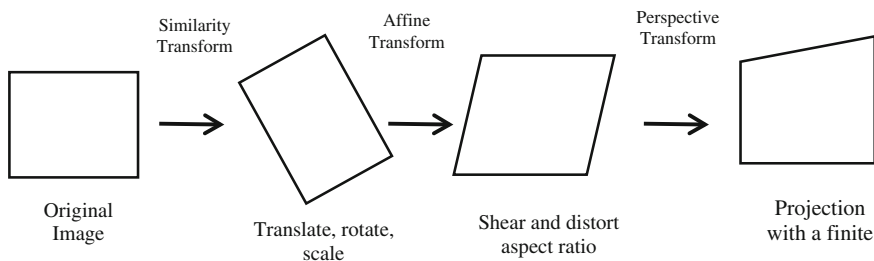 Similarity
Transform
Affine
Transform
Perspective
Transform
Original
Image
Translate, rotate,
scale
Shear and distort
aspect ratio
Projection
with a finite